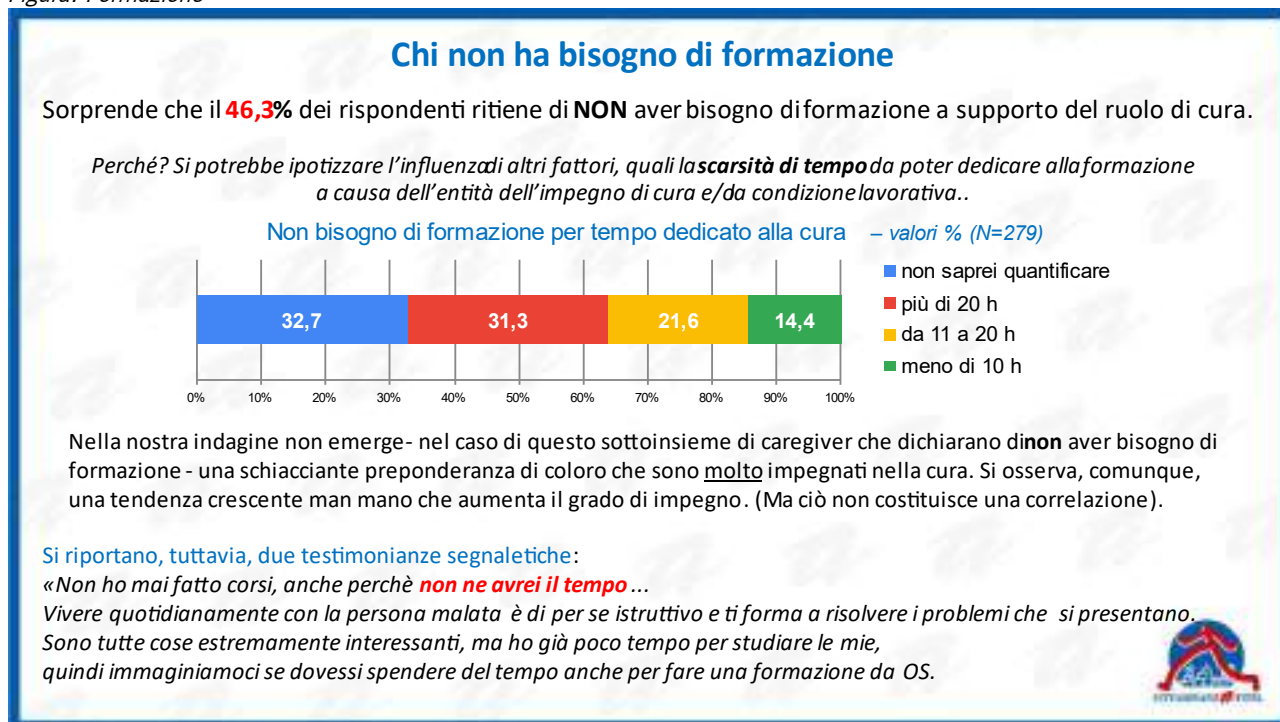 Chi non ha bisogno di formazione
Sorprende che il 46,3% dei rispondenti ritiene di NON aver bisogno di formazione a supporto del ruolo di cura.
Perché? Si potrebbe ipotizzare l'influenza di altri fattori, quali la scarsità di tempo da poter dedicare alla formazione
a causa dell'entità dell'impegno di cura e/da condizione lavorativa..
Non bisogno di formazione per tempo dedicato alla cura – valori % (N=279)
32,7 31,3 21,6 14,4
0% 10% 20% 30% 40% 50% 60% 70% 80% 90% 100%
non saprei quantificare
più di 20 h
da 11 a 20 h
meno di 10 h
Nella nostra indagine non emerge- nel caso di questo sottoinsieme di caregiver che dichiarano di non aver bisogno di
formazione - una schiacciante preponderanza di coloro che sono molto impegnati nella cura. Si osserva, comunque,
una tendenza crescente man mano che aumenta il grado di impegno. (Ma ciò non costituisce una correlazione).
Si riportano, tuttavia, due testimonianze segnaletiche:
«Non ho mai fatto corsi, anche perchè non ne avrei il tempo ...
Vivere quotidianamente con la persona malata è di per se istruttivo e ti forma a risolvere i problemi che si presentano.
Sono tutte cose estremamente interessanti, ma ho già poco tempo per studiare le mie,
quindi immaginiamoci se dovessi spendere del tempo anche per fare una formazione da OS.